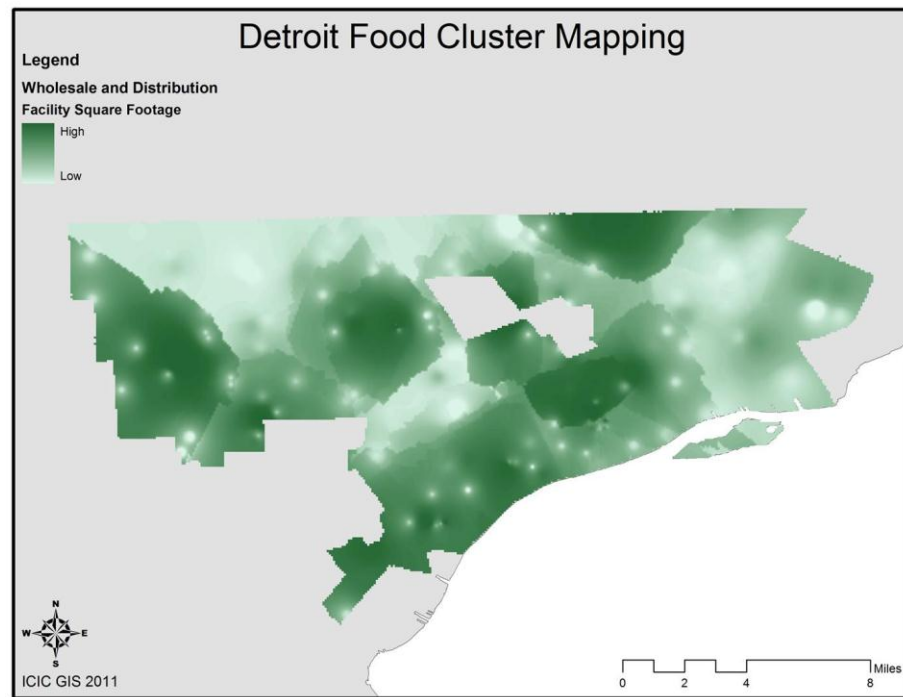 Detroit Food Cluster Mapping
Legend
Wholesale and Distribution
Facility Square Footage
High
Low
N
W E
S
ICIC GIS 2011
Miles
0 2 4 8